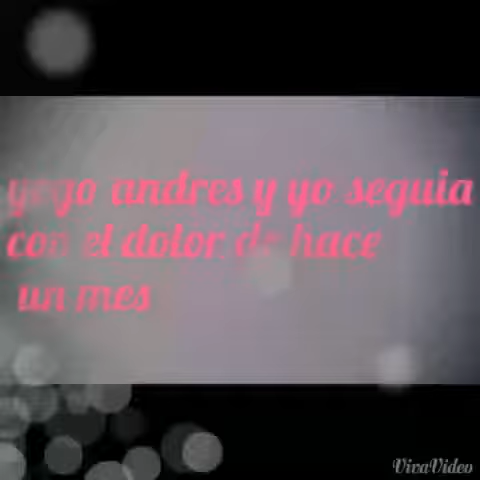 yego andres y yo seguia
con el dolor de hace
un mes
VivaVideo